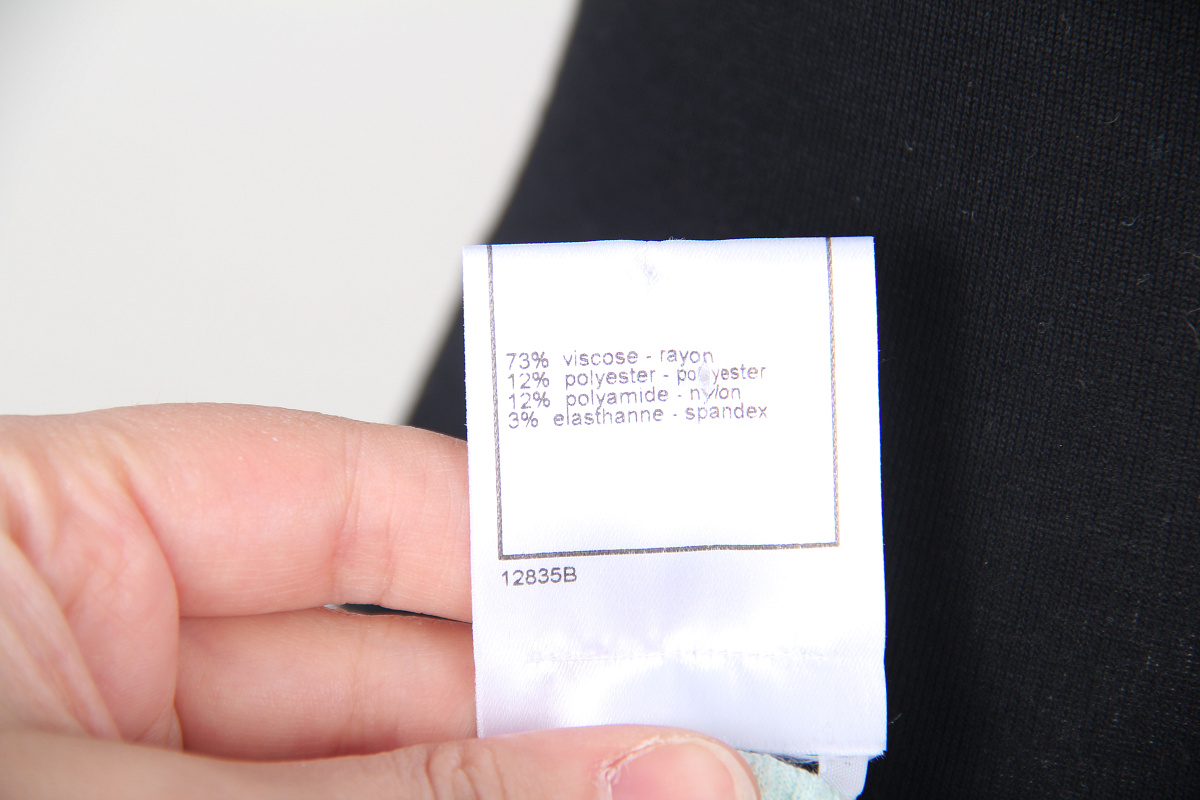 73% viscose - rayon
12% polyester - polyester
12% polyamide - nylon
3% elasthanne - spandex
12835B